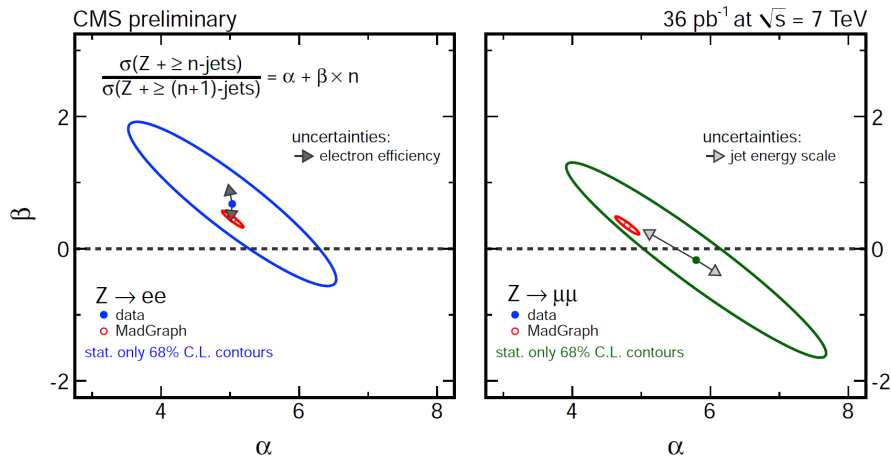 CMS preliminary
36 pb⁻¹ at √s = 7 TeV
σ(Z + ≥ n-jets)
σ(Z + ≥ (n+1)-jets) = α + β × n
uncertainties:
electron efficiency
2
0
-2
β
Z → ee
data
MadGraph
stat. only 68% C.L. contours
4 6 8
α
uncertainties:
jet energy scale
Z → μμ
data
MadGraph
stat. only 68% C.L. contours
2
0
-2
4 6 8
α